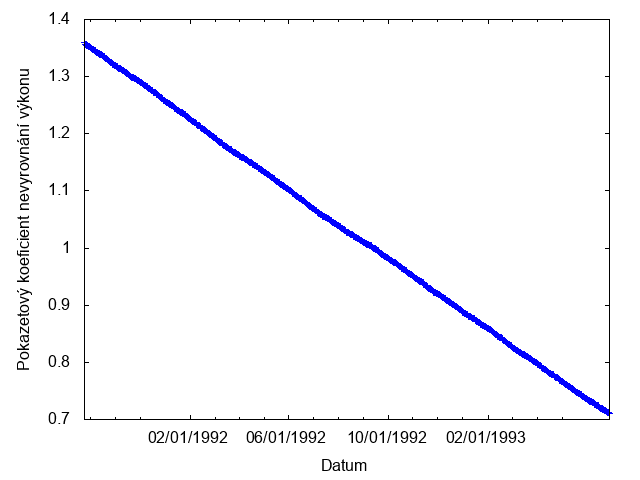 1.4
1.3
1.2
1.1
1
0.9
0.8
0.7
Pokazetový koeficient nevyrovnání výkonu
02/01/1992 06/01/1992 10/01/1992 02/01/1993
Datum